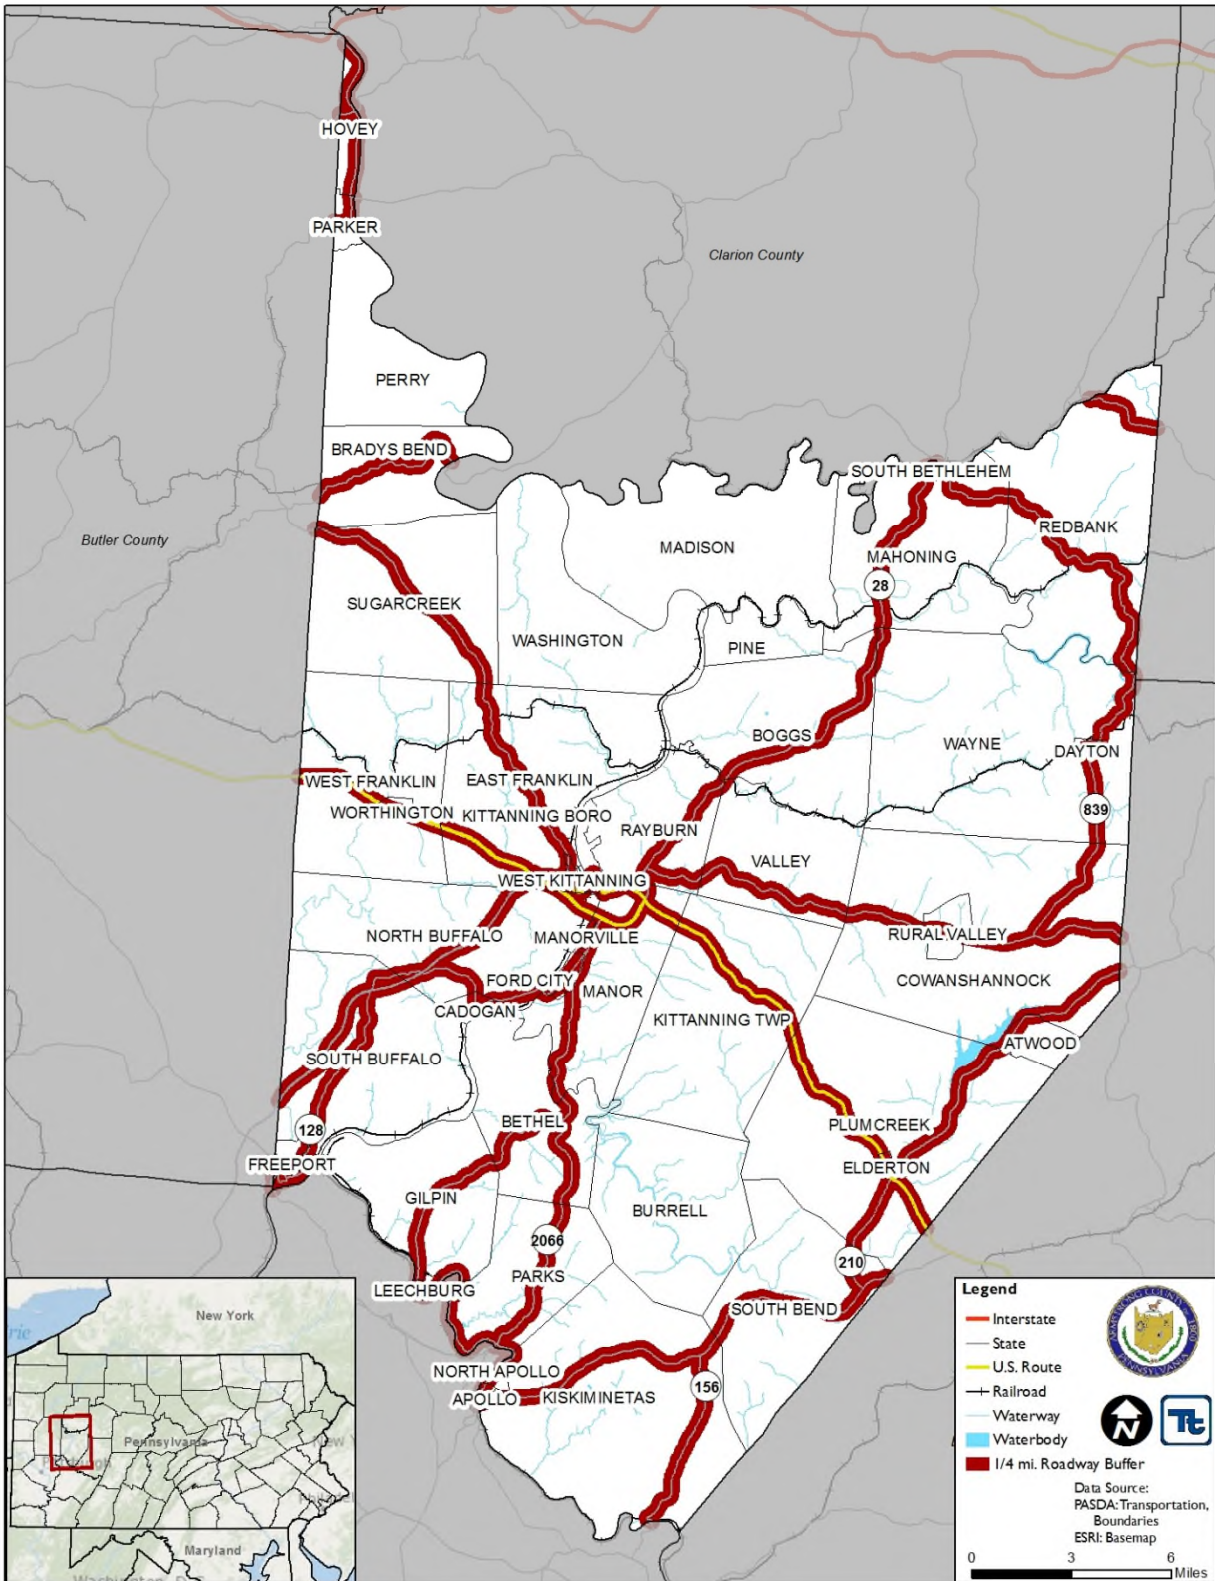 HOVEY
PARKER
Clarion County
PERRY
BRADYS BEND
SOUTH BETHLEHEM
REDBANK
Butler County
MADISON
MAHONING
28
SUGARCREEK
WASHINGTON
PINE
BOGGS
WAYNE
DAYTON
WEST FRANKLIN
EAST FRANKLIN
WORTHINGTON
KITTANNING BORO
839
RAYBURN
VALLEY
WEST KITTANNING
NORTH BUFFALO
MANORVILLE
RURAL VALLEY
FORD CITY
MANOR
COWANSHANNOCK
CADOGAN
KITTANNING TWP
ATWOOD
SOUTH BUFFALO
128
BETHEL
PLUMCREEK
FREEPORT
ELDERTON
GILPIN
BURRELL
2066
210
PARKS
LEECHBURG
SOUTH BEND
NORTH APOLLO
APOLLO
KISKIMINETAS
156
New York
Pennsylvania
Maryland
Legend
Interstate
State
U.S. Route
Railroad
Waterway
Waterbody
1/4 mi. Roadway Buffer
ARMSTRONG COUNTY
PENNSYLVANIA
N
Tt
Data Source:
PASDA: Transportation,
Boundaries
ESRI: Basemap
0 3 6
Miles